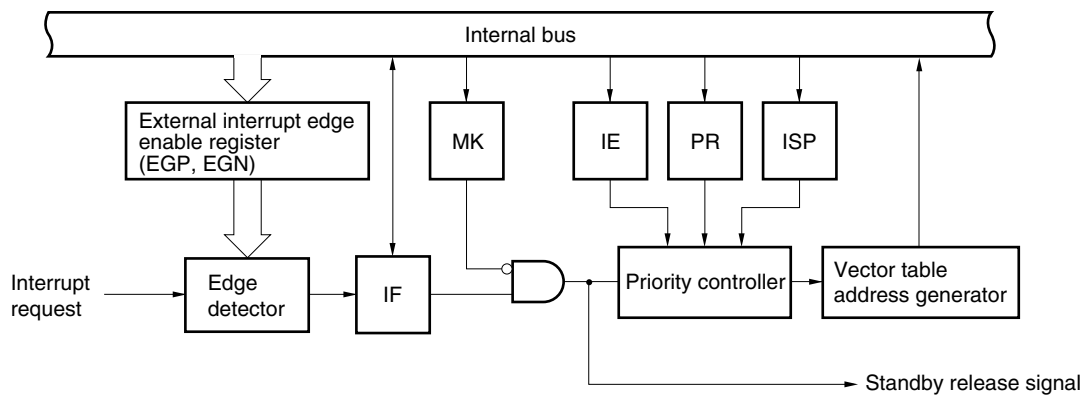 Internal bus
External interrupt edge
enable register
(EGP, EGN)
MK
IE
PR
ISP
Interrupt
request
Edge
detector
IF
Priority controller
Vector table
address generator
Standby release signal